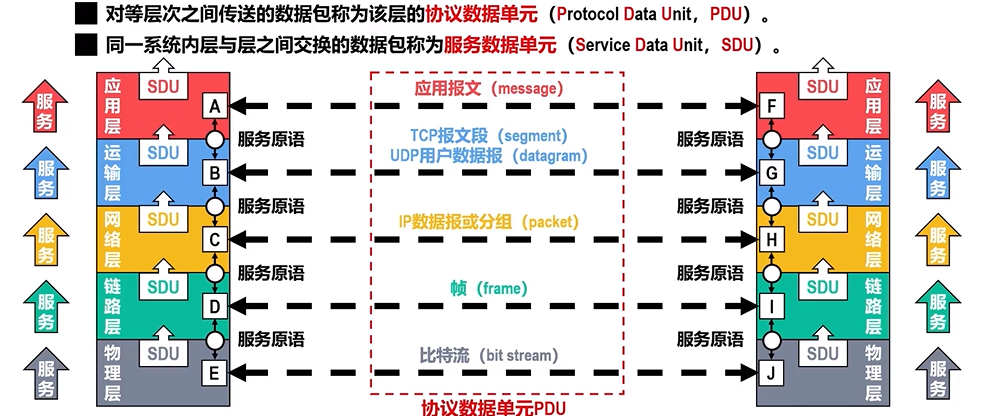 ■ 对等层次之间传送的数据包称为该层的协议数据单元（Protocol Data Unit，PDU）。
■ 同一系统内层与层之间交换的数据包称为服务数据单元（Service Data Unit，SDU）。
服务 应用层 SDU A 应用报文（message） F SDU 应用层 服务
服务原语 TCP报文段（segment） 服务原语
UDP用户数据报（datagram）
服务 运输层 SDU B G SDU 运输层 服务
服务原语 服务原语
服务 网络层 SDU C IP数据报或分组（packet） H SDU 网络层 服务
服务原语 服务原语
服务 链路层 SDU D 帧（frame） I SDU 链路层 服务
服务原语 服务原语
服务 物理层 SDU E 比特流（bit stream） J SDU 物理层 服务
协议数据单元PDU